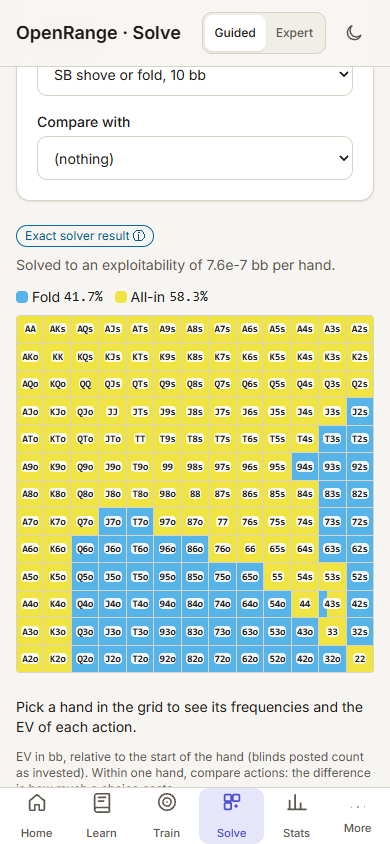 OpenRange · Solve Guided Expert
SB shove or fold, 10 bb
Compare with
(nothing)
Exact solver result ⓘ
Solved to an exploitability of 7.6e-7 bb per hand.
Fold 41.7% All-in 58.3%
AA AKs AQs AJs ATs A9s A8s A7s A6s A5s A4s A3s A2s
AKo KK KQs KJs KTs K9s K8s K7s K6s K5s K4s K3s K2s
AQo KQo QQ QJs QTs Q9s Q8s Q7s Q6s Q5s Q4s Q3s Q2s
AJo KJo QJo JJ JTs J9s J8s J7s J6s J5s J4s J3s J2s
ATo KTo QTo JTo TT T9s T8s T7s T6s T5s T4s T3s T2s
A9o K9o Q9o J9o T9o 99 98s 97s 96s 95s 94s 93s 92s
A8o K8o Q8o J8o T8o 98o 88 87s 86s 85s 84s 83s 82s
A7o K7o Q7o J7o T7o 97o 87o 77 76s 75s 74s 73s 72s
A6o K6o Q6o J6o T6o 96o 86o 76o 66 65s 64s 63s 62s
A5o K5o Q5o J5o T5o 95o 85o 75o 65o 55 54s 53s 52s
A4o K4o Q4o J4o T4o 94o 84o 74o 64o 54o 44 43s 42s
A3o K3o Q3o J3o T3o 93o 83o 73o 63o 53o 43o 33 32s
A2o K2o Q2o J2o T2o 92o 82o 72o 62o 52o 42o 32o 22
Pick a hand in the grid to see its frequencies and the
EV of each action.
EV in bb, relative to the start of the hand (blinds posted count
as invested). Within one hand, compare actions: the difference
is how much a choice costs.
Home Learn Train Solve Stats More